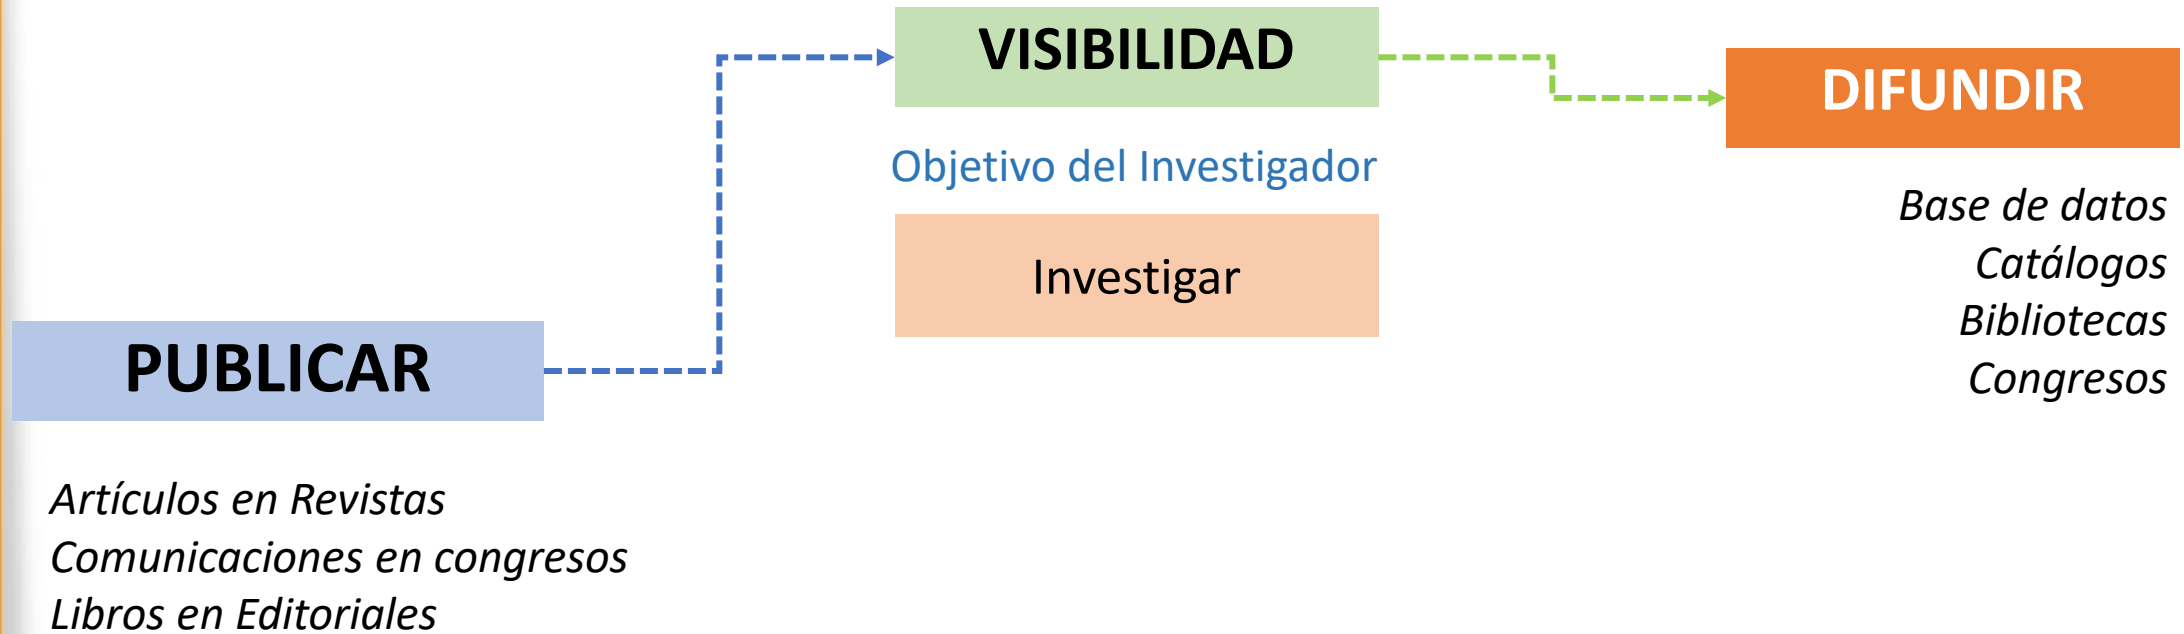 VISIBILIDAD
Objetivo del Investigador
Investigar
DIFUNDIR
Base de datos
Catálogos
Bibliotecas
Congresos
PUBLICAR
Artículos en Revistas
Comunicaciones en congresos
Libros en Editoriales